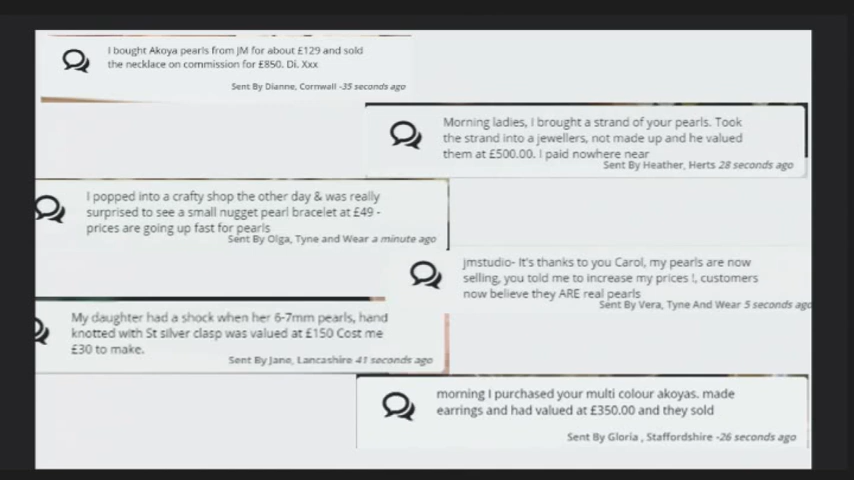 I bought Akoya pearls from JM for about £129 and sold
the necklace on commission for £850. Di. Xxx
Sent By Dianne, Cornwall -35 seconds ago
Morning ladies, I brought a strand of your pearls. Took
the strand into a jewellers, not made up and he valued
them at £500.00. I paid nowhere near
Sent By Heather, Herts 28 seconds ago
I popped into a crafty shop the other day & was really
surprised to see a small nugget pearl bracelet at £49 -
prices are going up fast for pearls
Sent By Olga, Tyne and Wear a minute ago
jmstudio- It's thanks to you Carol, my pearls are now
selling, you told me to increase my prices !, customers
now believe they ARE real pearls
Sent By Vera, Tyne And Wear 5 seconds ago
My daughter had a shock when her 6-7mm pearls, hand
knotted with St silver clasp was valued at £150 Cost me
£30 to make.
Sent By Jane, Lancashire 41 seconds ago
morning I purchased your multi colour akoyas. made
earrings and had valued at £350.00 and they sold
Sent By Gloria , Staffordshire -26 seconds ago